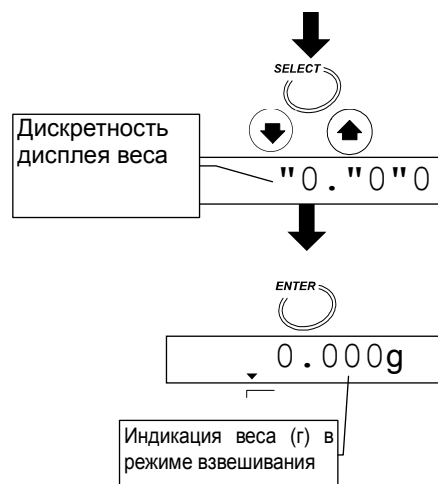 SELECT
Дискретность
дисплея веса
"0."0"0
ENTER
0.000g
Индикация веса (г) в
режиме взвешивания